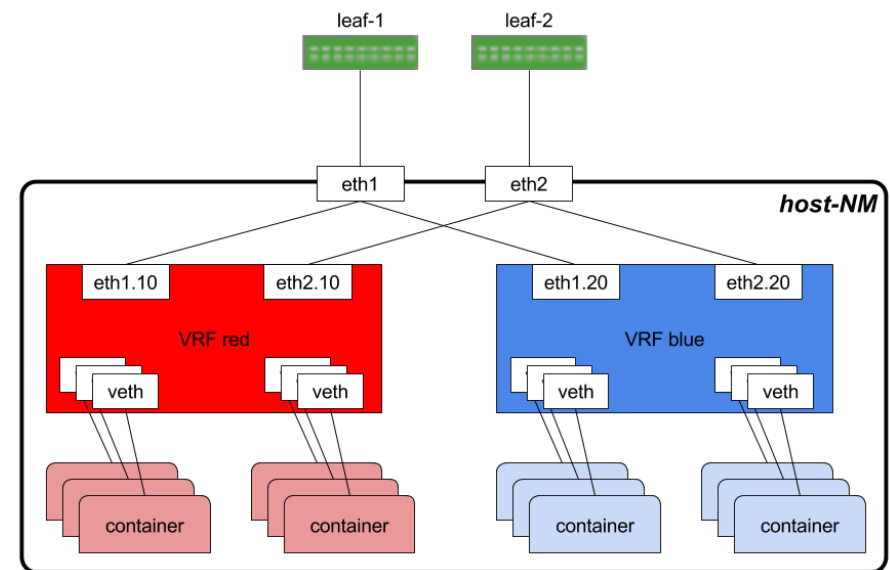 leaf-1 leaf-2
eth1 eth2
host-NM
eth1.10 eth2.10 eth1.20 eth2.20
VRF red VRF blue
veth veth veth veth
container container container container